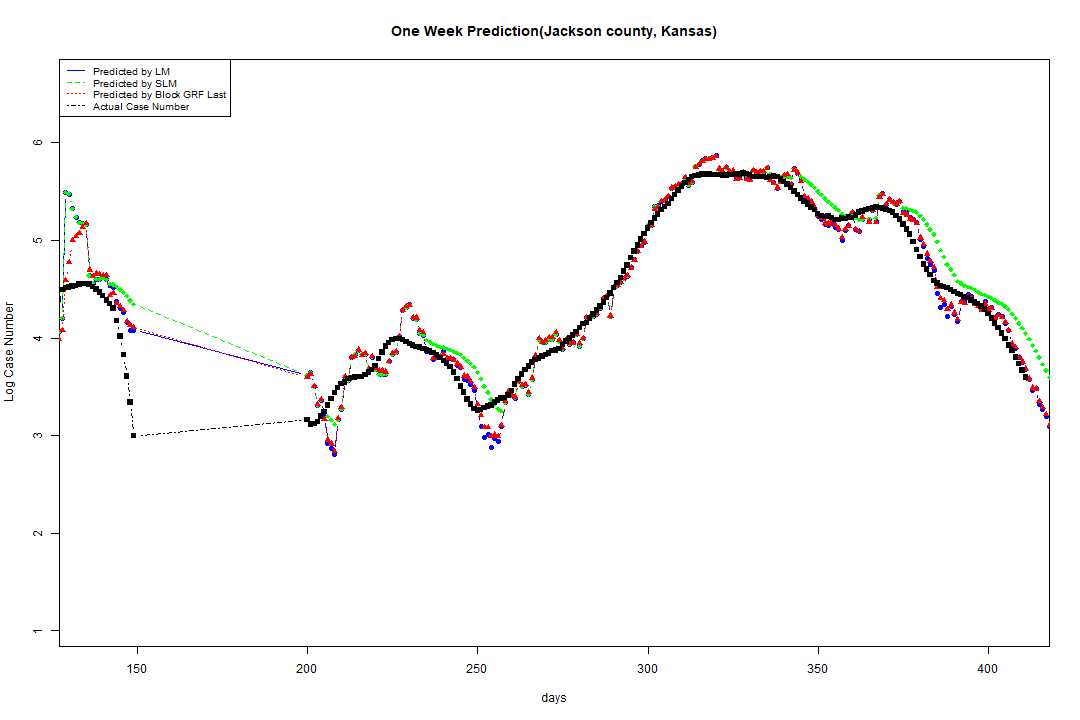 One Week Prediction(Jackson county, Kansas)
Predicted by LM
Predicted by SLM
Predicted by Block GRF Last
Actual Case Number
6
5
4
3
2
1
Log Case Number
150 200 250 300 350 400
days